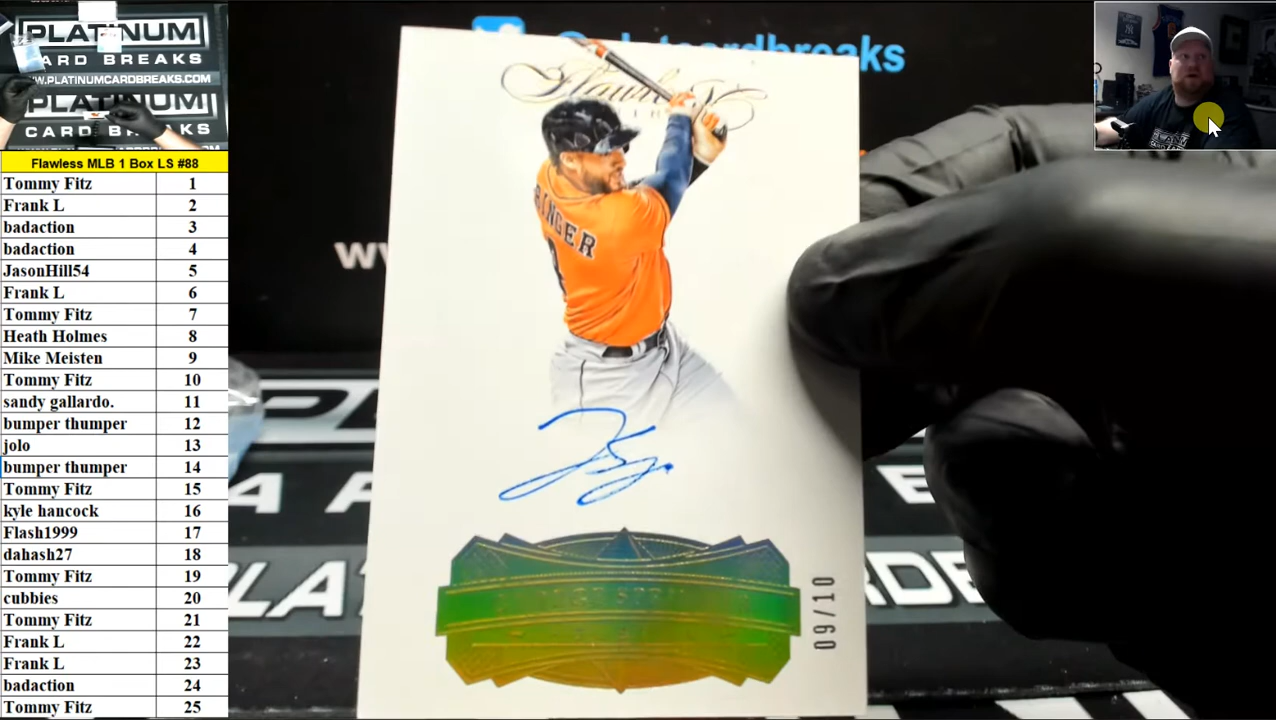 PLATINUM
CARD BREAKS
WWW.PLATINUMCARDBREAKS.COM
PLATINUM
CARD BREAKS
Flawless MLB 1 Box LS #88
Tommy Fitz 1
Frank L 2
badaction 3
badaction 4
JasonHill54 5
Frank L 6
Tommy Fitz 7
Heath Holmes 8
Mike Meisten 9
Tommy Fitz 10
sandy gallardo. 11
bumper thumper 12
jolo 13
bumper thumper 14
Tommy Fitz 15
kyle hancock 16
Flash1999 17
dahash27 18
Tommy Fitz 19
cubbies 20
Tommy Fitz 21
Frank L 22
Frank L 23
badaction 24
Tommy Fitz 25
Flawless
RINGER
09/10